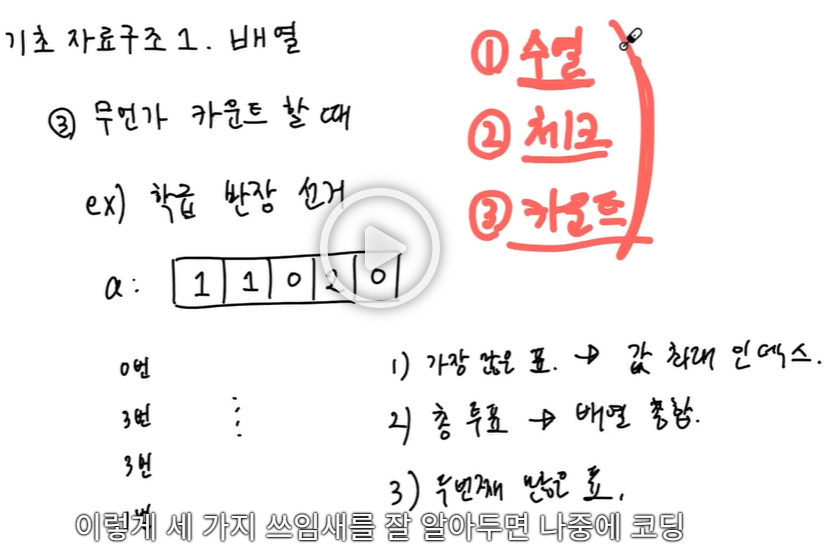 기초 자료구조 1. 배열
① 수열
② 체크
③ 카운트
③ 무언가 카운트 할 때
ex) 학급 반장 선거
a: 1 1 0 2 0
0번
3번
3번
1) 가장 많은 표. → 값 최대 인덱스.
2) 총 투표 → 배열 총합.
3) 두번째 많은 표.
이렇게 세 가지 쓰임새를 잘 알아두면 나중에 코딩